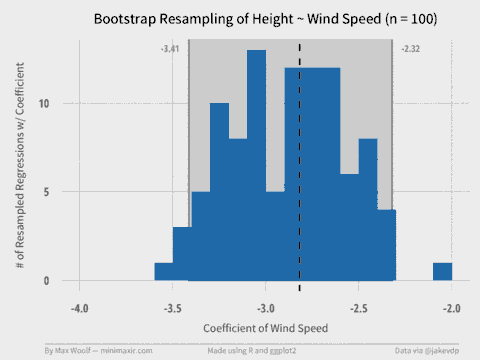 Bootstrap Resampling of Height ~ Wind Speed (n = 100)
-3.41
-2.32
# of Resampled Regressions w/ Coefficient
10
5
0
-4.0 -3.5 -3.0 -2.5 -2.0
Coefficient of Wind Speed
By Max Woolf — minimaxir.com Made using R and ggplot2 Data via @jakevdp